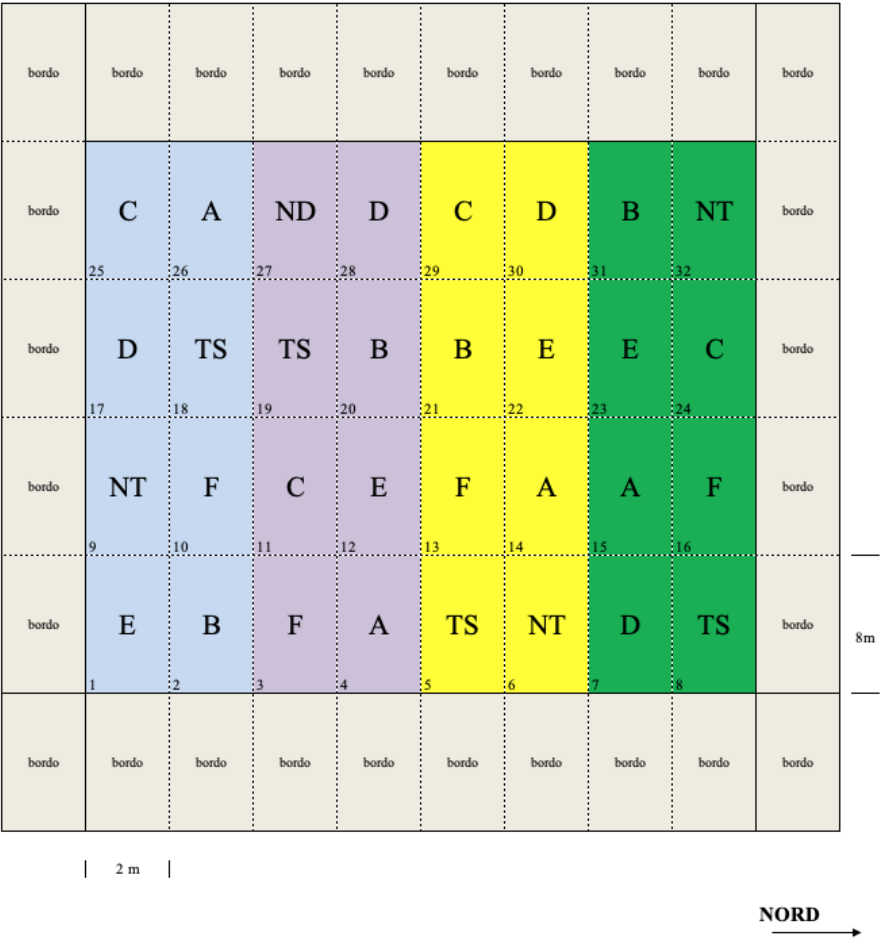 bordo bordo bordo bordo bordo bordo bordo bordo bordo bordo
bordo C A ND D C D B NT bordo
25 26 27 28 29 30 31 32
bordo D TS TS B B E E C bordo
17 18 19 20 21 22 23 24
bordo NT F C E F A A F bordo
9 10 11 12 13 14 15 16
bordo E B F A TS NT D TS bordo
8m
1 2 3 4 5 6 7 8
bordo bordo bordo bordo bordo bordo bordo bordo bordo bordo
2 m
NORD